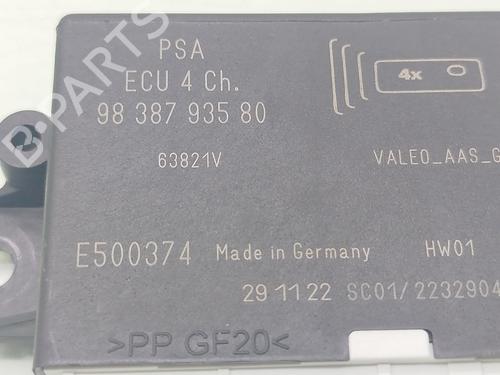 PSA
ECU 4 Ch.
98 387 935 80
4x
63821V
VALEO_AAS_G
E500374
Made in Germany
HW01
29 11 22
SC01/2232904
>PP GF20<
B-PARTS